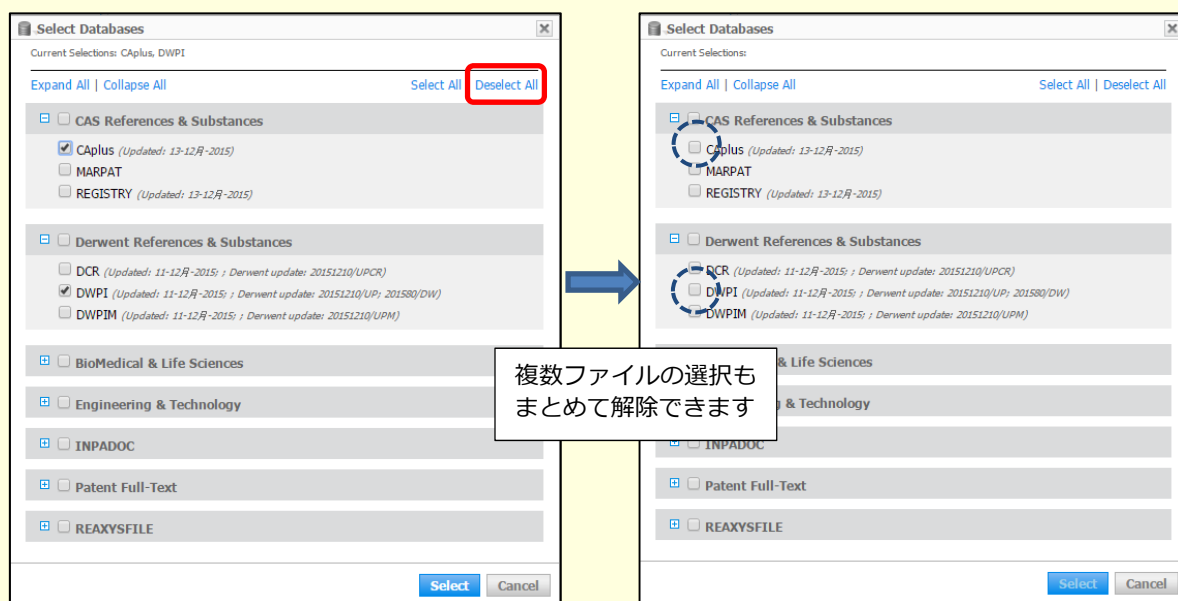 Select Databases
Current Selections: CAplus, DWPI
Expand All | Collapse All
Select All
Deselect All
CAS References & Substances
CAplus (Updated: 13-12月-2015)
MARPAT
REGISTRY (Updated: 13-12月-2015)
Derwent References & Substances
DCR (Updated: 11-12月-2015; ; Derwent update: 20151210/UPCR)
DWPI (Updated: 11-12月-2015; ; Derwent update: 20151210/UP; 201580/DW)
DWPIM (Updated: 11-12月-2015; ; Derwent update: 20151210/UPM)
BioMedical & Life Sciences
Engineering & Technology
INPADOC
Patent Full-Text
REAXYSFILE
Select
Cancel
複数ファイルの選択も
まとめて解除できます
Select Databases
Current Selections:
Expand All | Collapse All
Select All | Deselect All
CAS References & Substances
CAplus (Updated: 13-12月-2015)
MARPAT
REGISTRY (Updated: 13-12月-2015)
Derwent References & Substances
DCR (Updated: 11-12月-2015; ; Derwent update: 20151210/UPCR)
DWPI (Updated: 11-12月-2015; ; Derwent update: 20151210/UP; 201580/DW)
DWPIM (Updated: 11-12月-2015; ; Derwent update: 20151210/UPM)
& Life Sciences
& Technology
INPADOC
Patent Full-Text
REAXYSFILE
Select
Cancel